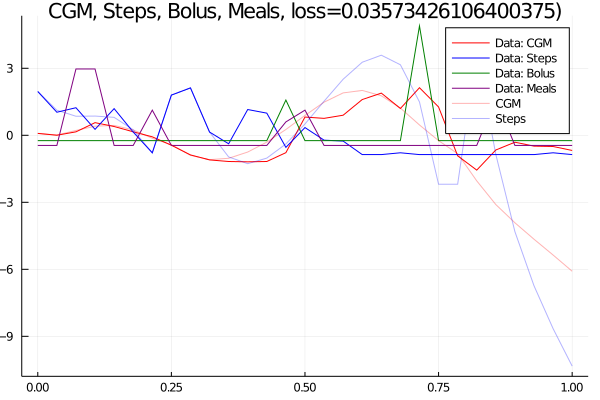 CGM, Steps, Bolus, Meals, loss=0.03573426106400375)
Data: CGM
Data: Steps
Data: Bolus
Data: Meals
CGM
Steps
3
0
−3
−6
−9
0.00 0.25 0.50 0.75 1.00